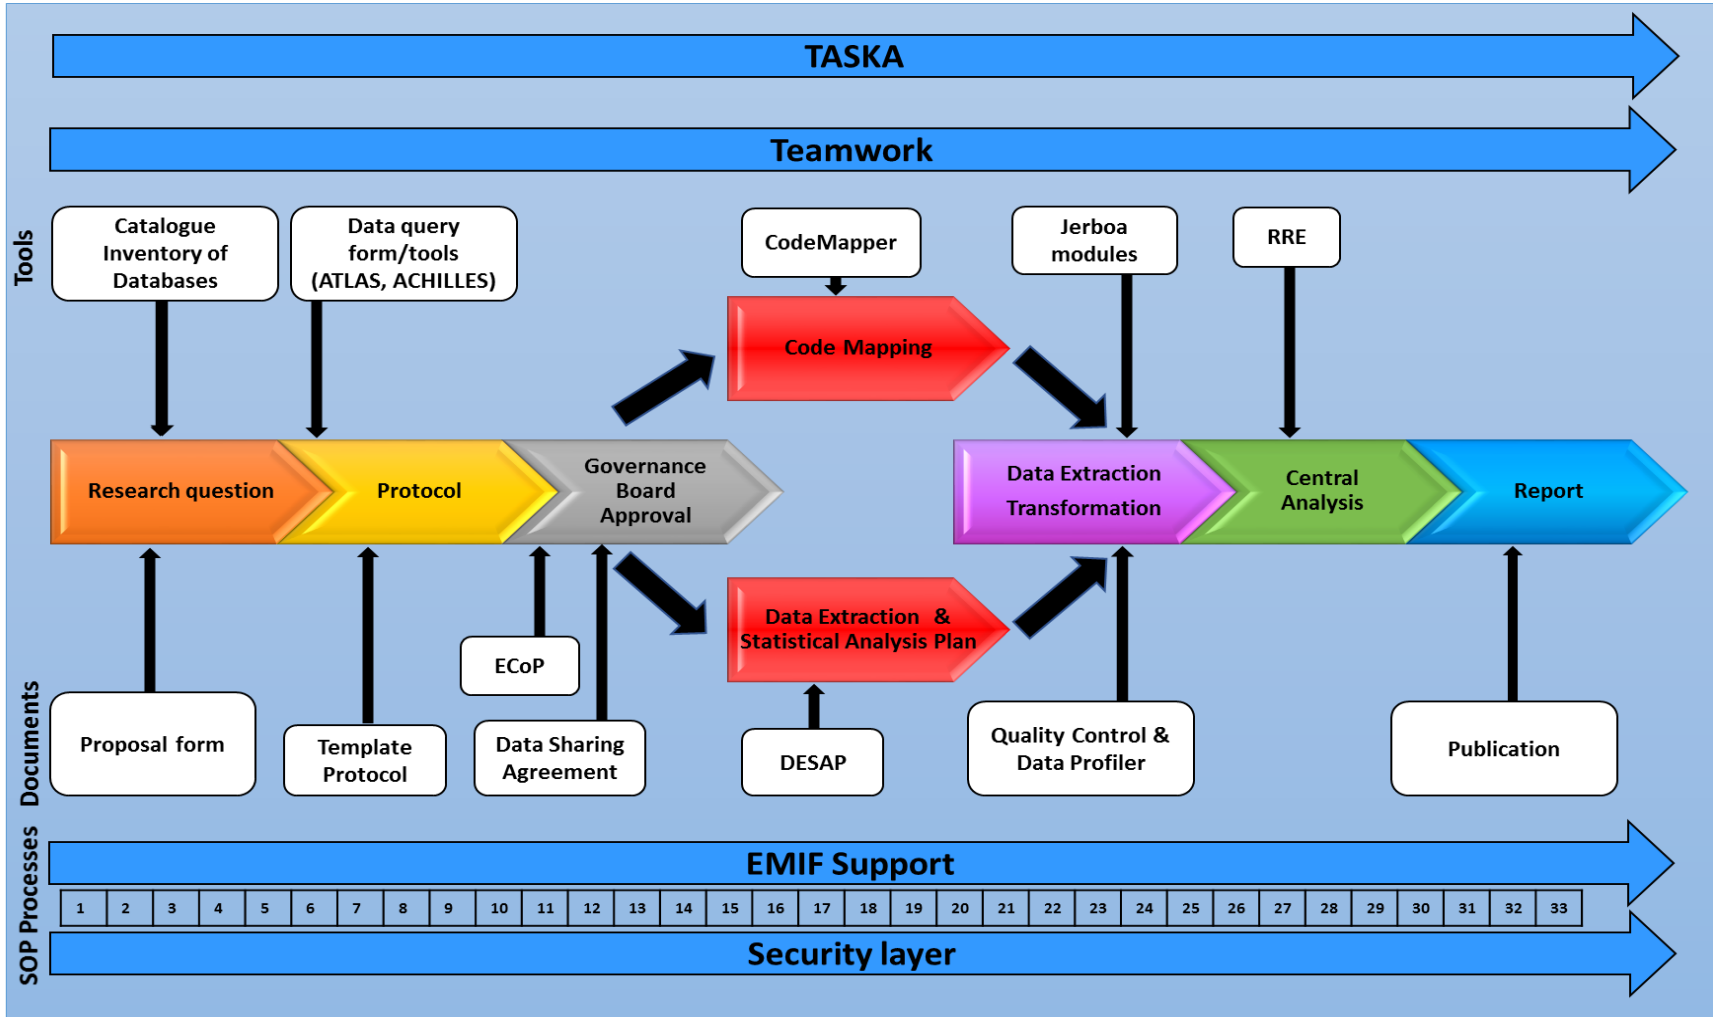 TASKA
Teamwork
Tools
Catalogue
Inventory of
Databases
Data query
form/tools
(ATLAS, ACHILLES)
CodeMapper
Jerboa
modules
RRE
Code Mapping
Research question
Protocol
Governance
Board
Approval
Data Extraction
Transformation
Central
Analysis
Report
Data Extraction &
Statistical Analysis Plan
Documents
Proposal form
Template
Protocol
ECoP
Data Sharing
Agreement
DESAP
Quality Control &
Data Profiler
Publication
SOP Processes
EMIF Support
1 2 3 4 5 6 7 8 9 10 11 12 13 14 15 16 17 18 19 20 21 22 23 24 25 26 27 28 29 30 31 32 33
Security layer